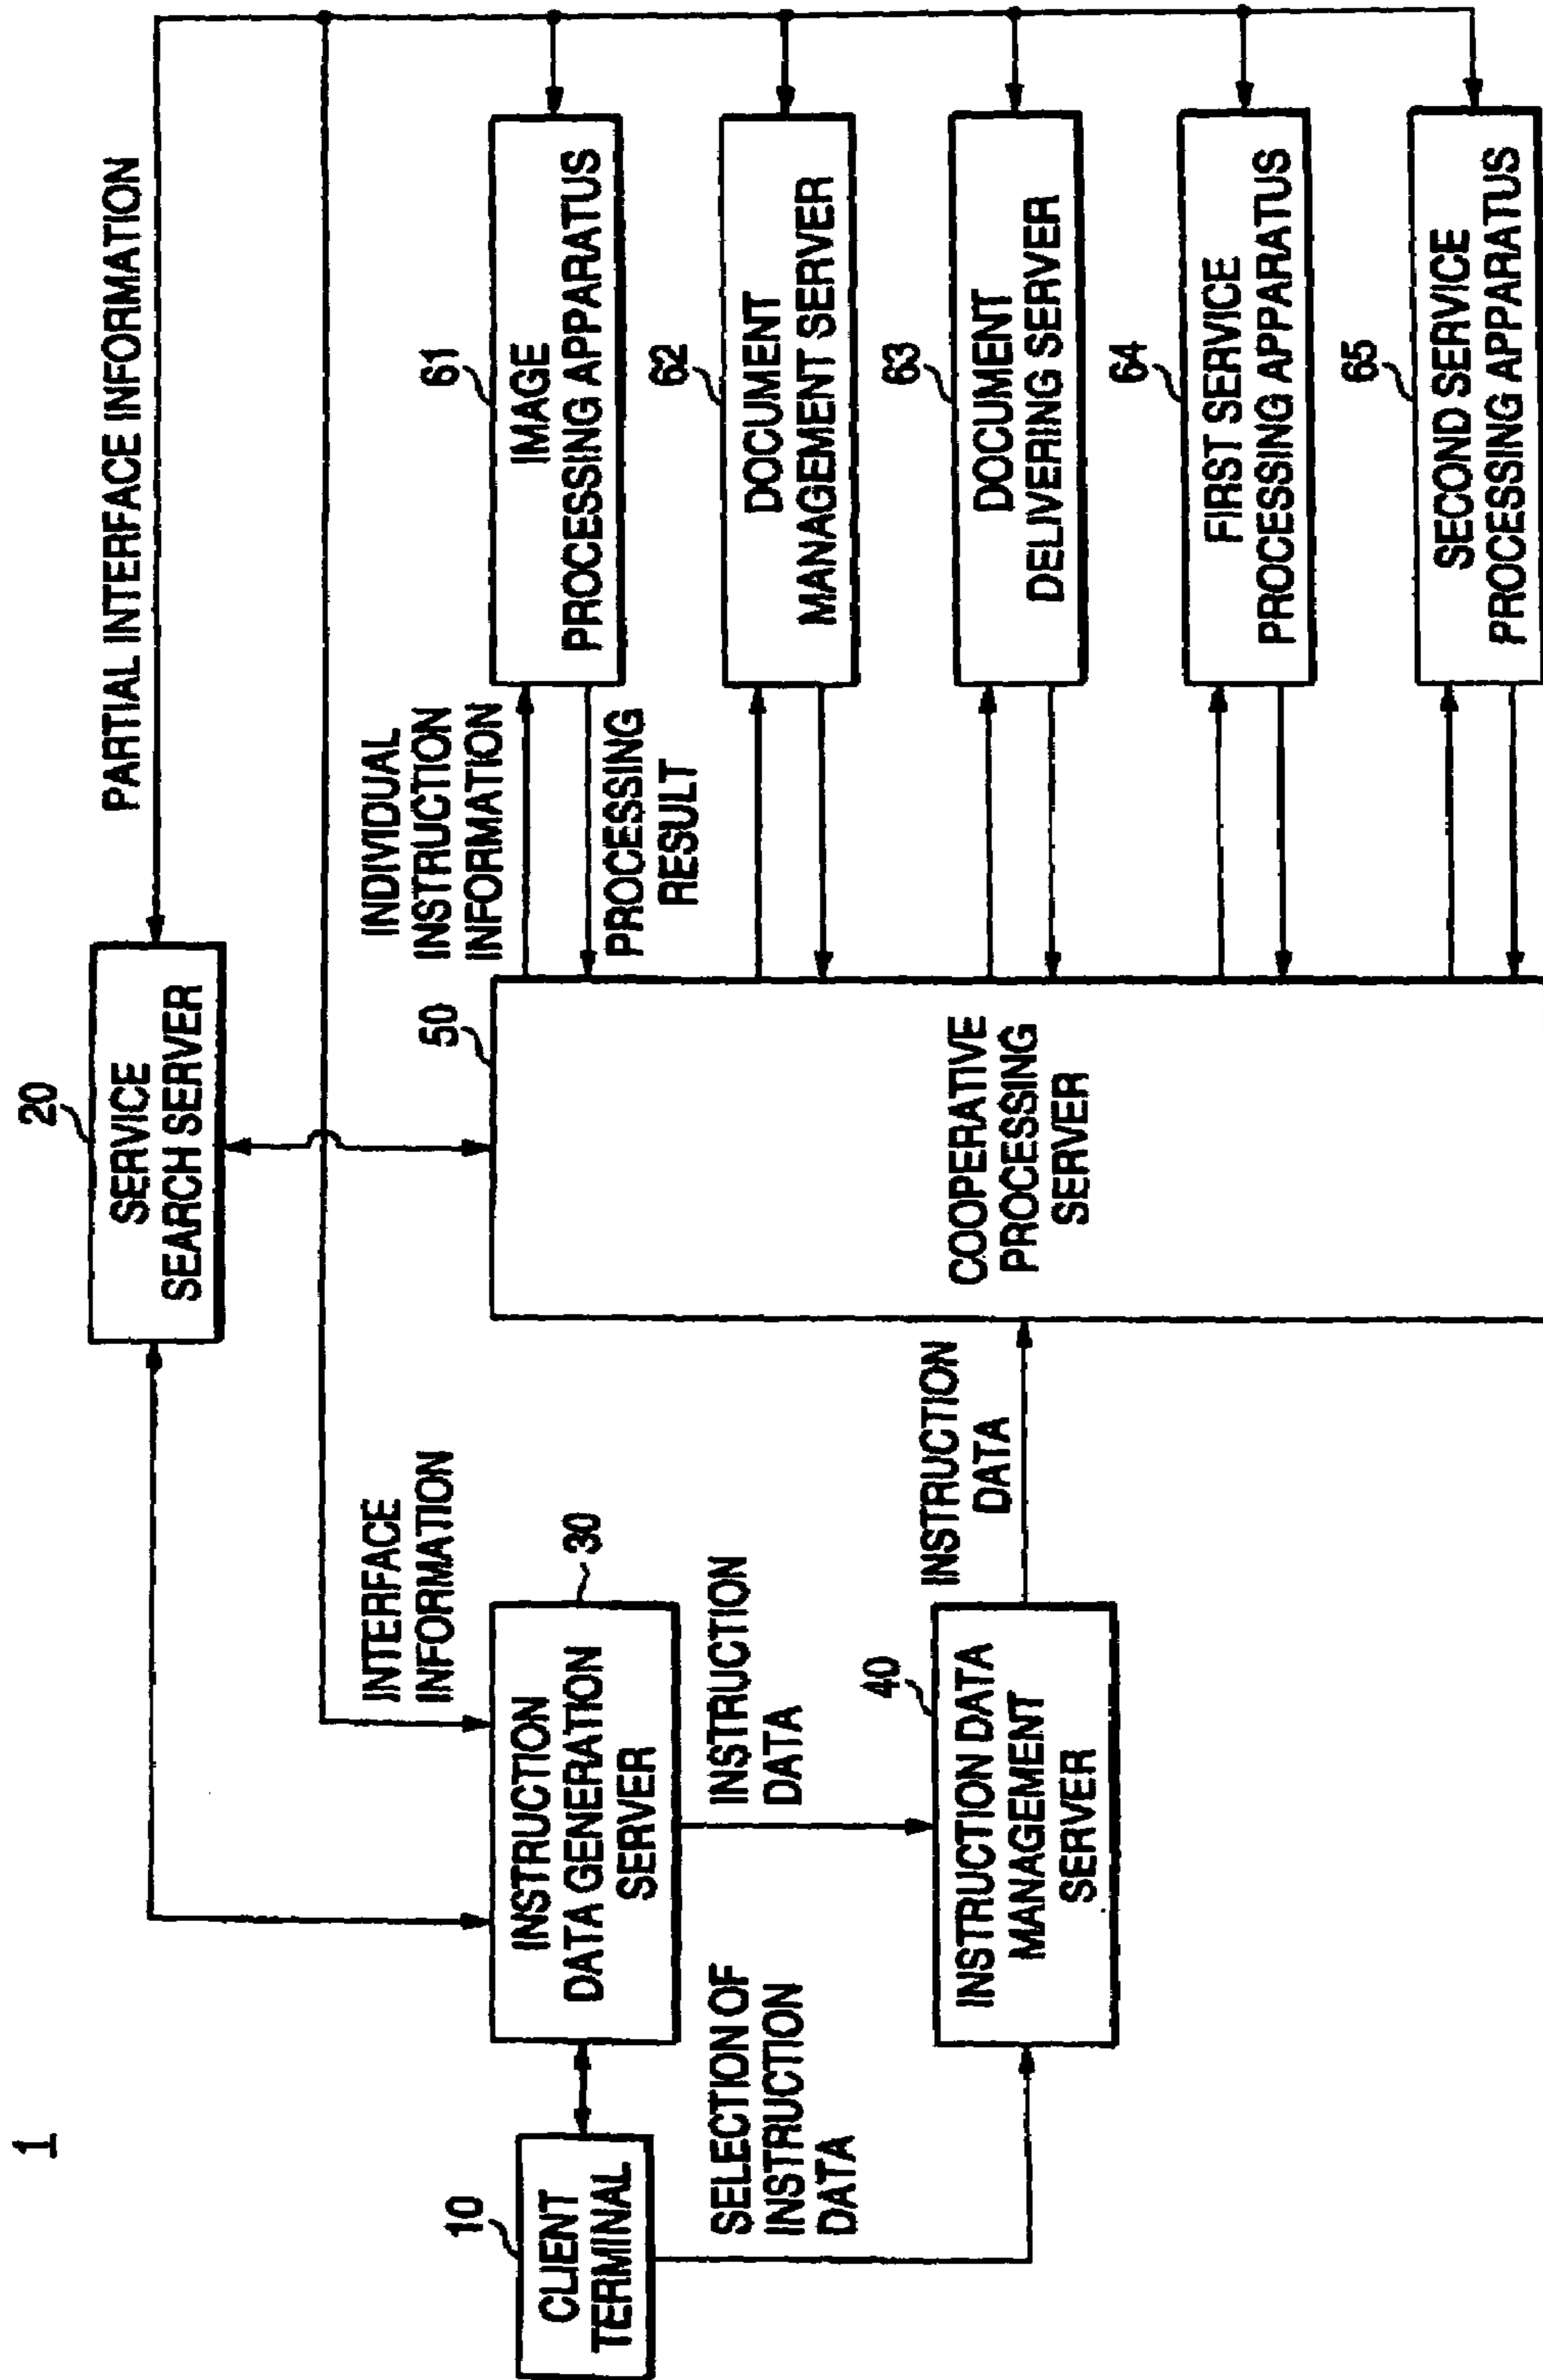 1
PARTIAL INTERFACE INFORMATION
20
SERVICE
SEARCH SERVER
INTERFACE
INFORMATION
INDIVIDUAL
INSTRUCTION
INFORMATION
PROCESSING
RESULT
10
CLIENT
TERMINAL
30
INSTRUCTION
DATA GENERATION
SERVER
SELECTION OF
INSTRUCTION
DATA
INSTRUCTION
DATA
40
INSTRUCTION DATA
MANAGEMENT
SERVER
INSTRUCTION
DATA
50
COOPERATIVE
PROCESSING
SERVER
61
IMAGE
PROCESSING APPARATUS
62
DOCUMENT
MANAGEMENT SERVER
63
DOCUMENT
DELIVERING SERVER
64
FIRST SERVICE
PROCESSING APPARATUS
65
SECOND SERVICE
PROCESSING APPARATUS